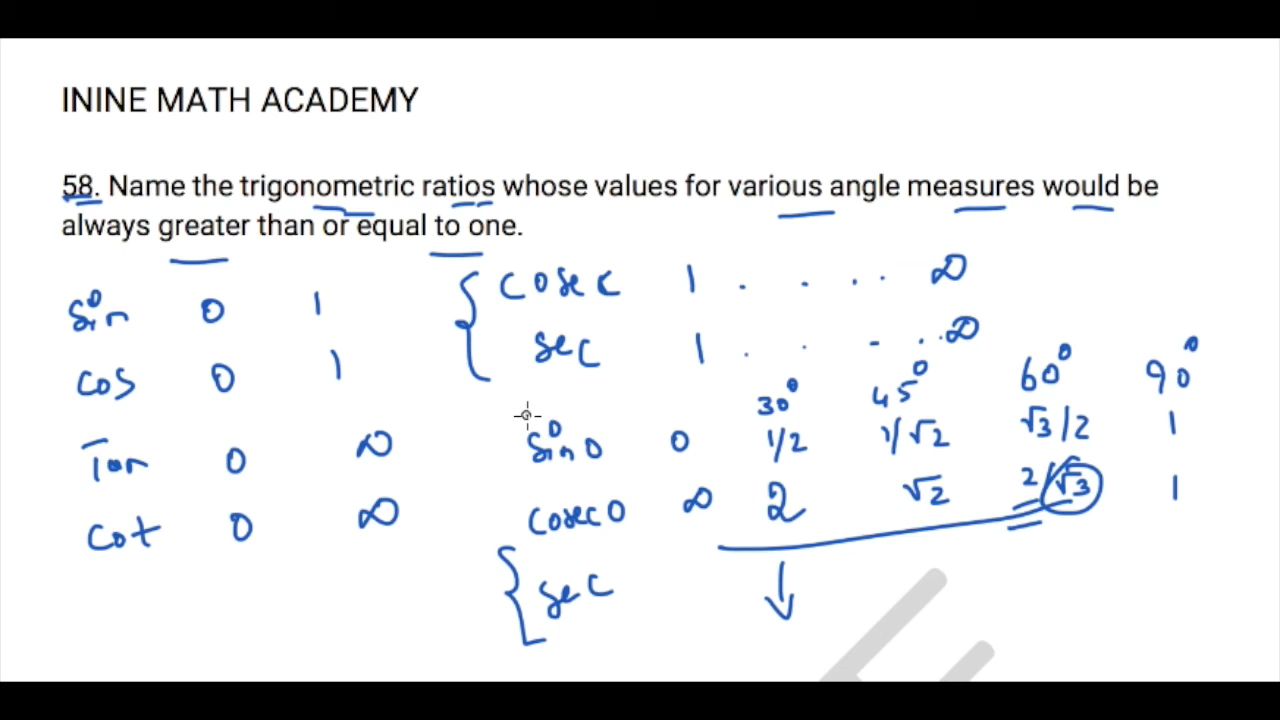 ININE MATH ACADEMY
58. Name the trigonometric ratios whose values for various angle measures would be
always greater than or equal to one.
sin 0 1
cos 0 1
Tan 0 ∞
cot 0 ∞
cosec 1 . . . . ∞
sec 1 . . . . . ∞
0° 30° 45° 60° 90°
sin 0 0 1/2 1/√2 √3/2 1
cosec 0 ∞ 2 √2 2/√3 1
sec